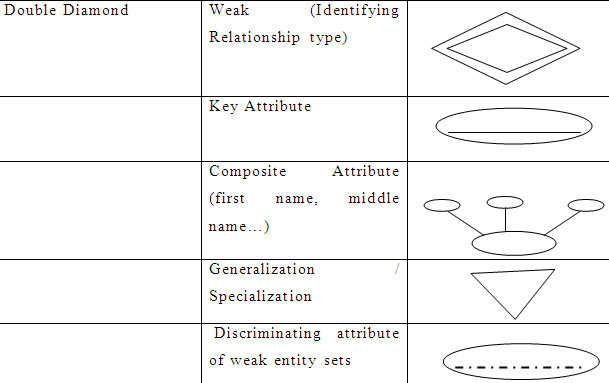 Double Diamond
Weak (Identifying
Relationship type)
Key Attribute
Composite Attribute
(first name, middle
name...)
Generalization /
Specialization
Discriminating attribute
of weak entity sets